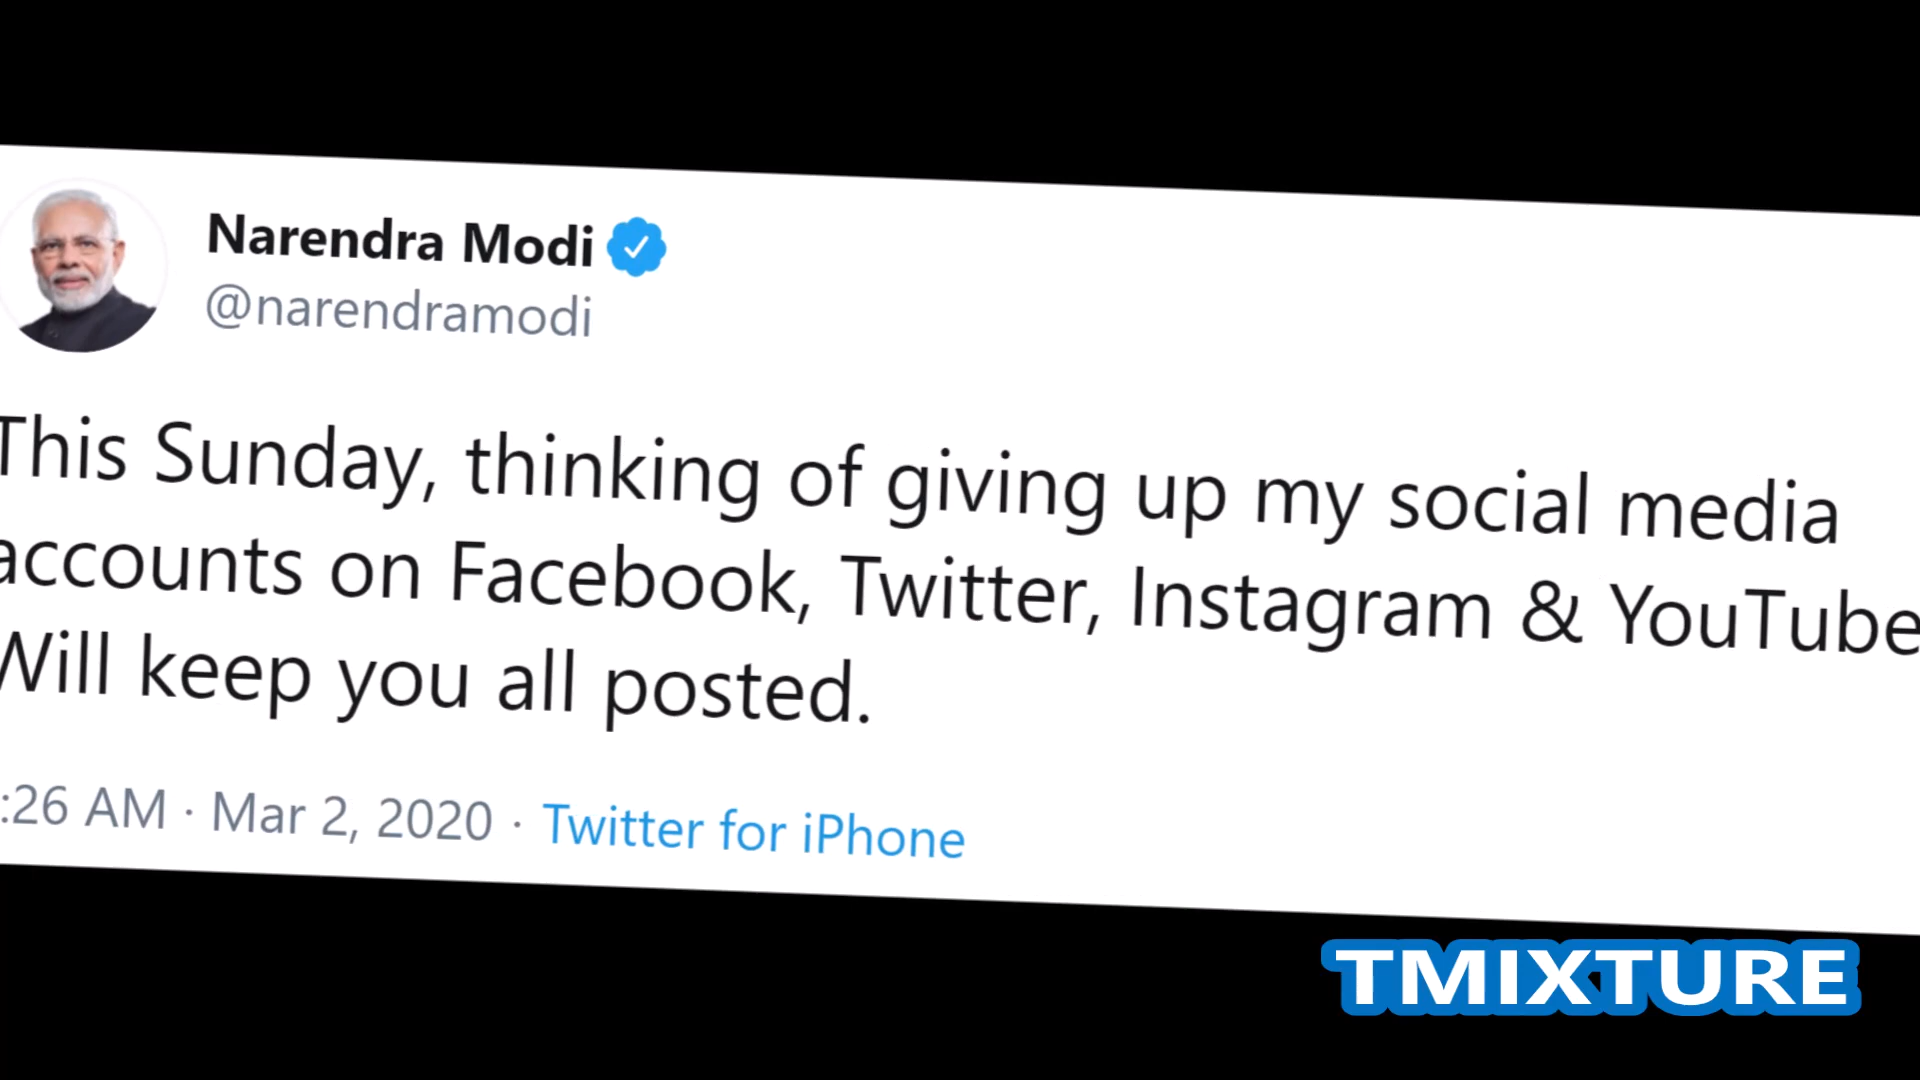 Narendra Modi
@narendramodi
This Sunday, thinking of giving up my social media
accounts on Facebook, Twitter, Instagram & YouTube
Will keep you all posted.
:26 AM · Mar 2, 2020 · Twitter for iPhone
TMIXTURE